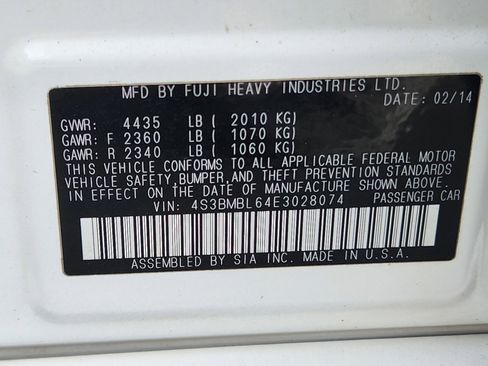 MFD BY FUJI HEAVY INDUSTRIES LTD.
DATE: 02/14
GVWR: 4435 LB ( 2010 KG)
GAWR: F 2360 LB ( 1070 KG)
GAWR: R 2340 LB ( 1060 KG)
THIS VEHICLE CONFORMS TO ALL APPLICABLE FEDERAL MOTOR
VEHICLE SAFETY, BUMPER, AND THEFT PREVENTION STANDARDS
IN EFFECT ON THE DATE OF MANUFACTURE SHOWN ABOVE.
VIN: 4S3BMBL64E3028074 PASSENGER CAR
ASSEMBLED BY SIA INC. MADE IN U.S.A.